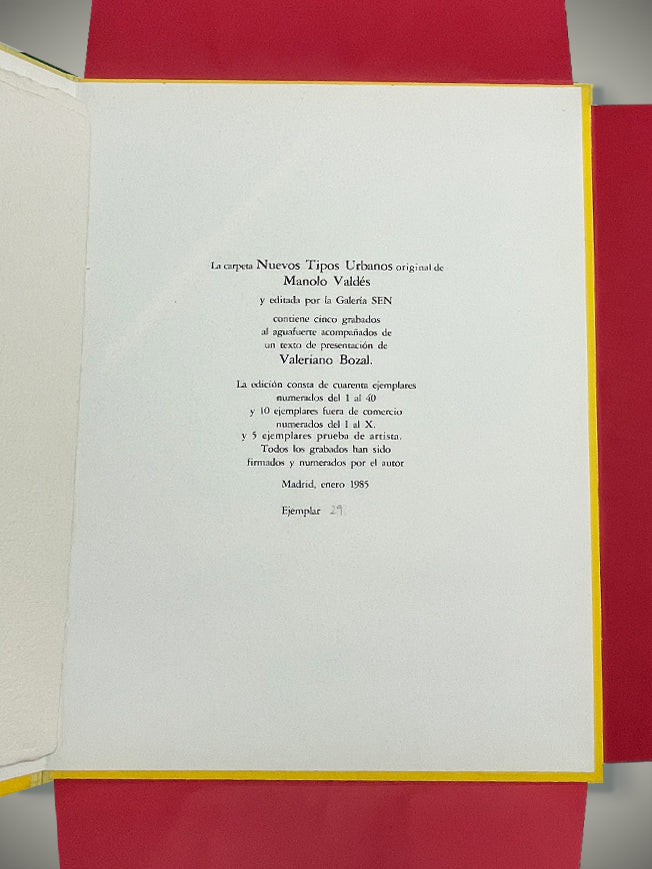 La carpeta Nuevos Tipos Urbanos original de
Manolo Valdés
y editada por la Galería SEN
contiene cinco grabados
al aguafuerte acompañados de
un texto de presentación de
Valeriano Bozal.
La edición consta de cuarenta ejemplares
numerados del 1 al 40
y 10 ejemplares fuera de comercio
numerados del 1 al X.
y 5 ejemplares prueba de artista.
Todos los grabados han sido
firmados y numerados por el autor
Madrid, enero 1985
Ejemplar 29